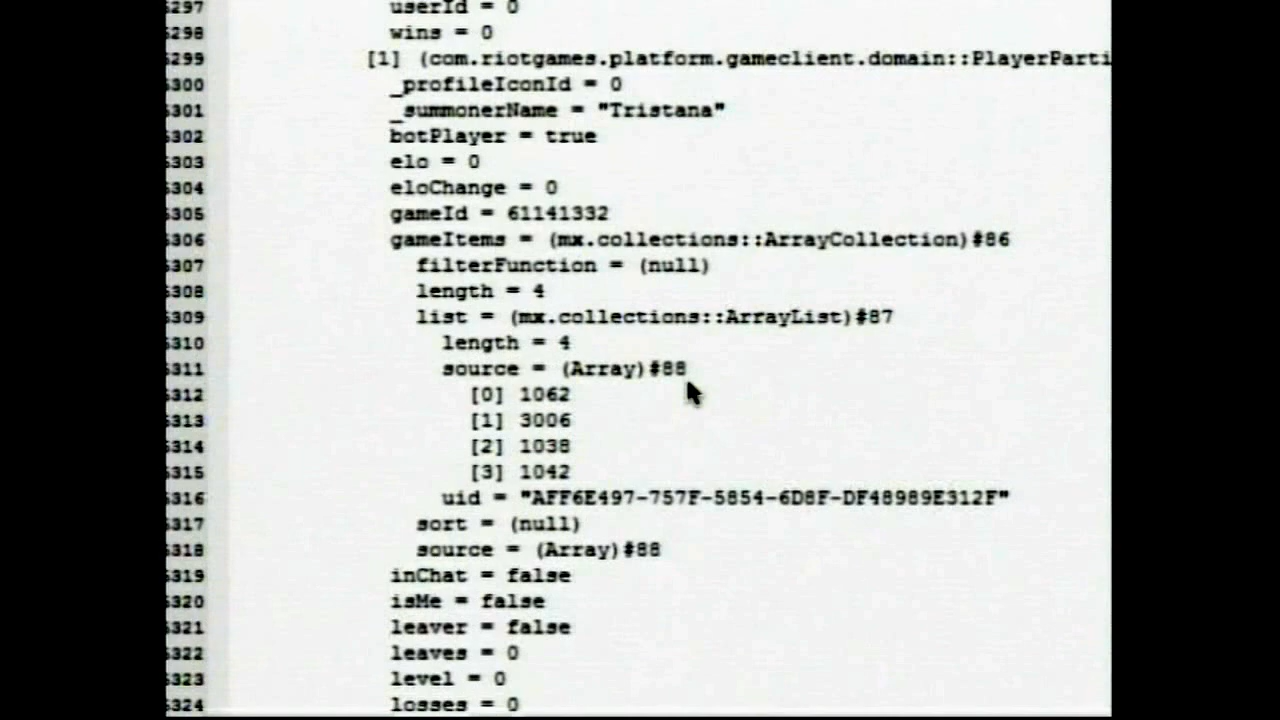 5297 userId = 0
5298 wins = 0
5299 [1] (com.riotgames.platform.gameclient.domain::PlayerParti
5300 _profileIconId = 0
5301 _summonerName = "Tristana"
5302 botPlayer = true
5303 elo = 0
5304 eloChange = 0
5305 gameId = 61141332
5306 gameItems = (mx.collections::ArrayCollection)#86
5307 filterFunction = (null)
5308 length = 4
5309 list = (mx.collections::ArrayList)#87
5310 length = 4
5311 source = (Array)#88
5312 [0] 1062
5313 [1] 3006
5314 [2] 1038
5315 [3] 1042
5316 uid = "AFF6E497-757F-5854-6D8F-DF48989E312F"
5317 sort = (null)
5318 source = (Array)#88
5319 inChat = false
5320 isMe = false
5321 leaver = false
5322 leaves = 0
5323 level = 0
5324 losses = 0